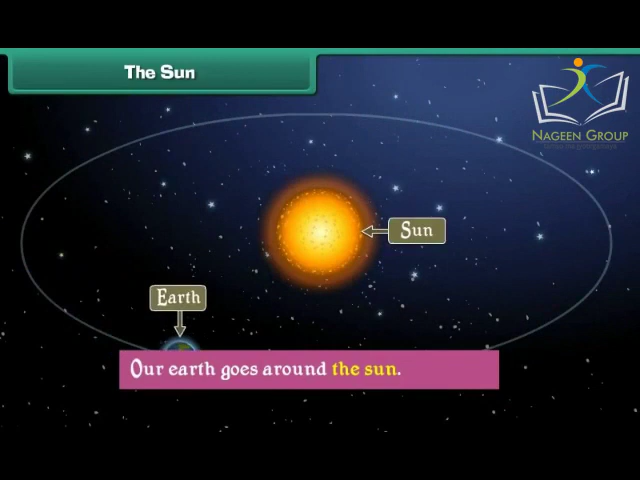 The Sun
NAGEEN GROUP
Sun
Earth
Our earth goes around the sun.